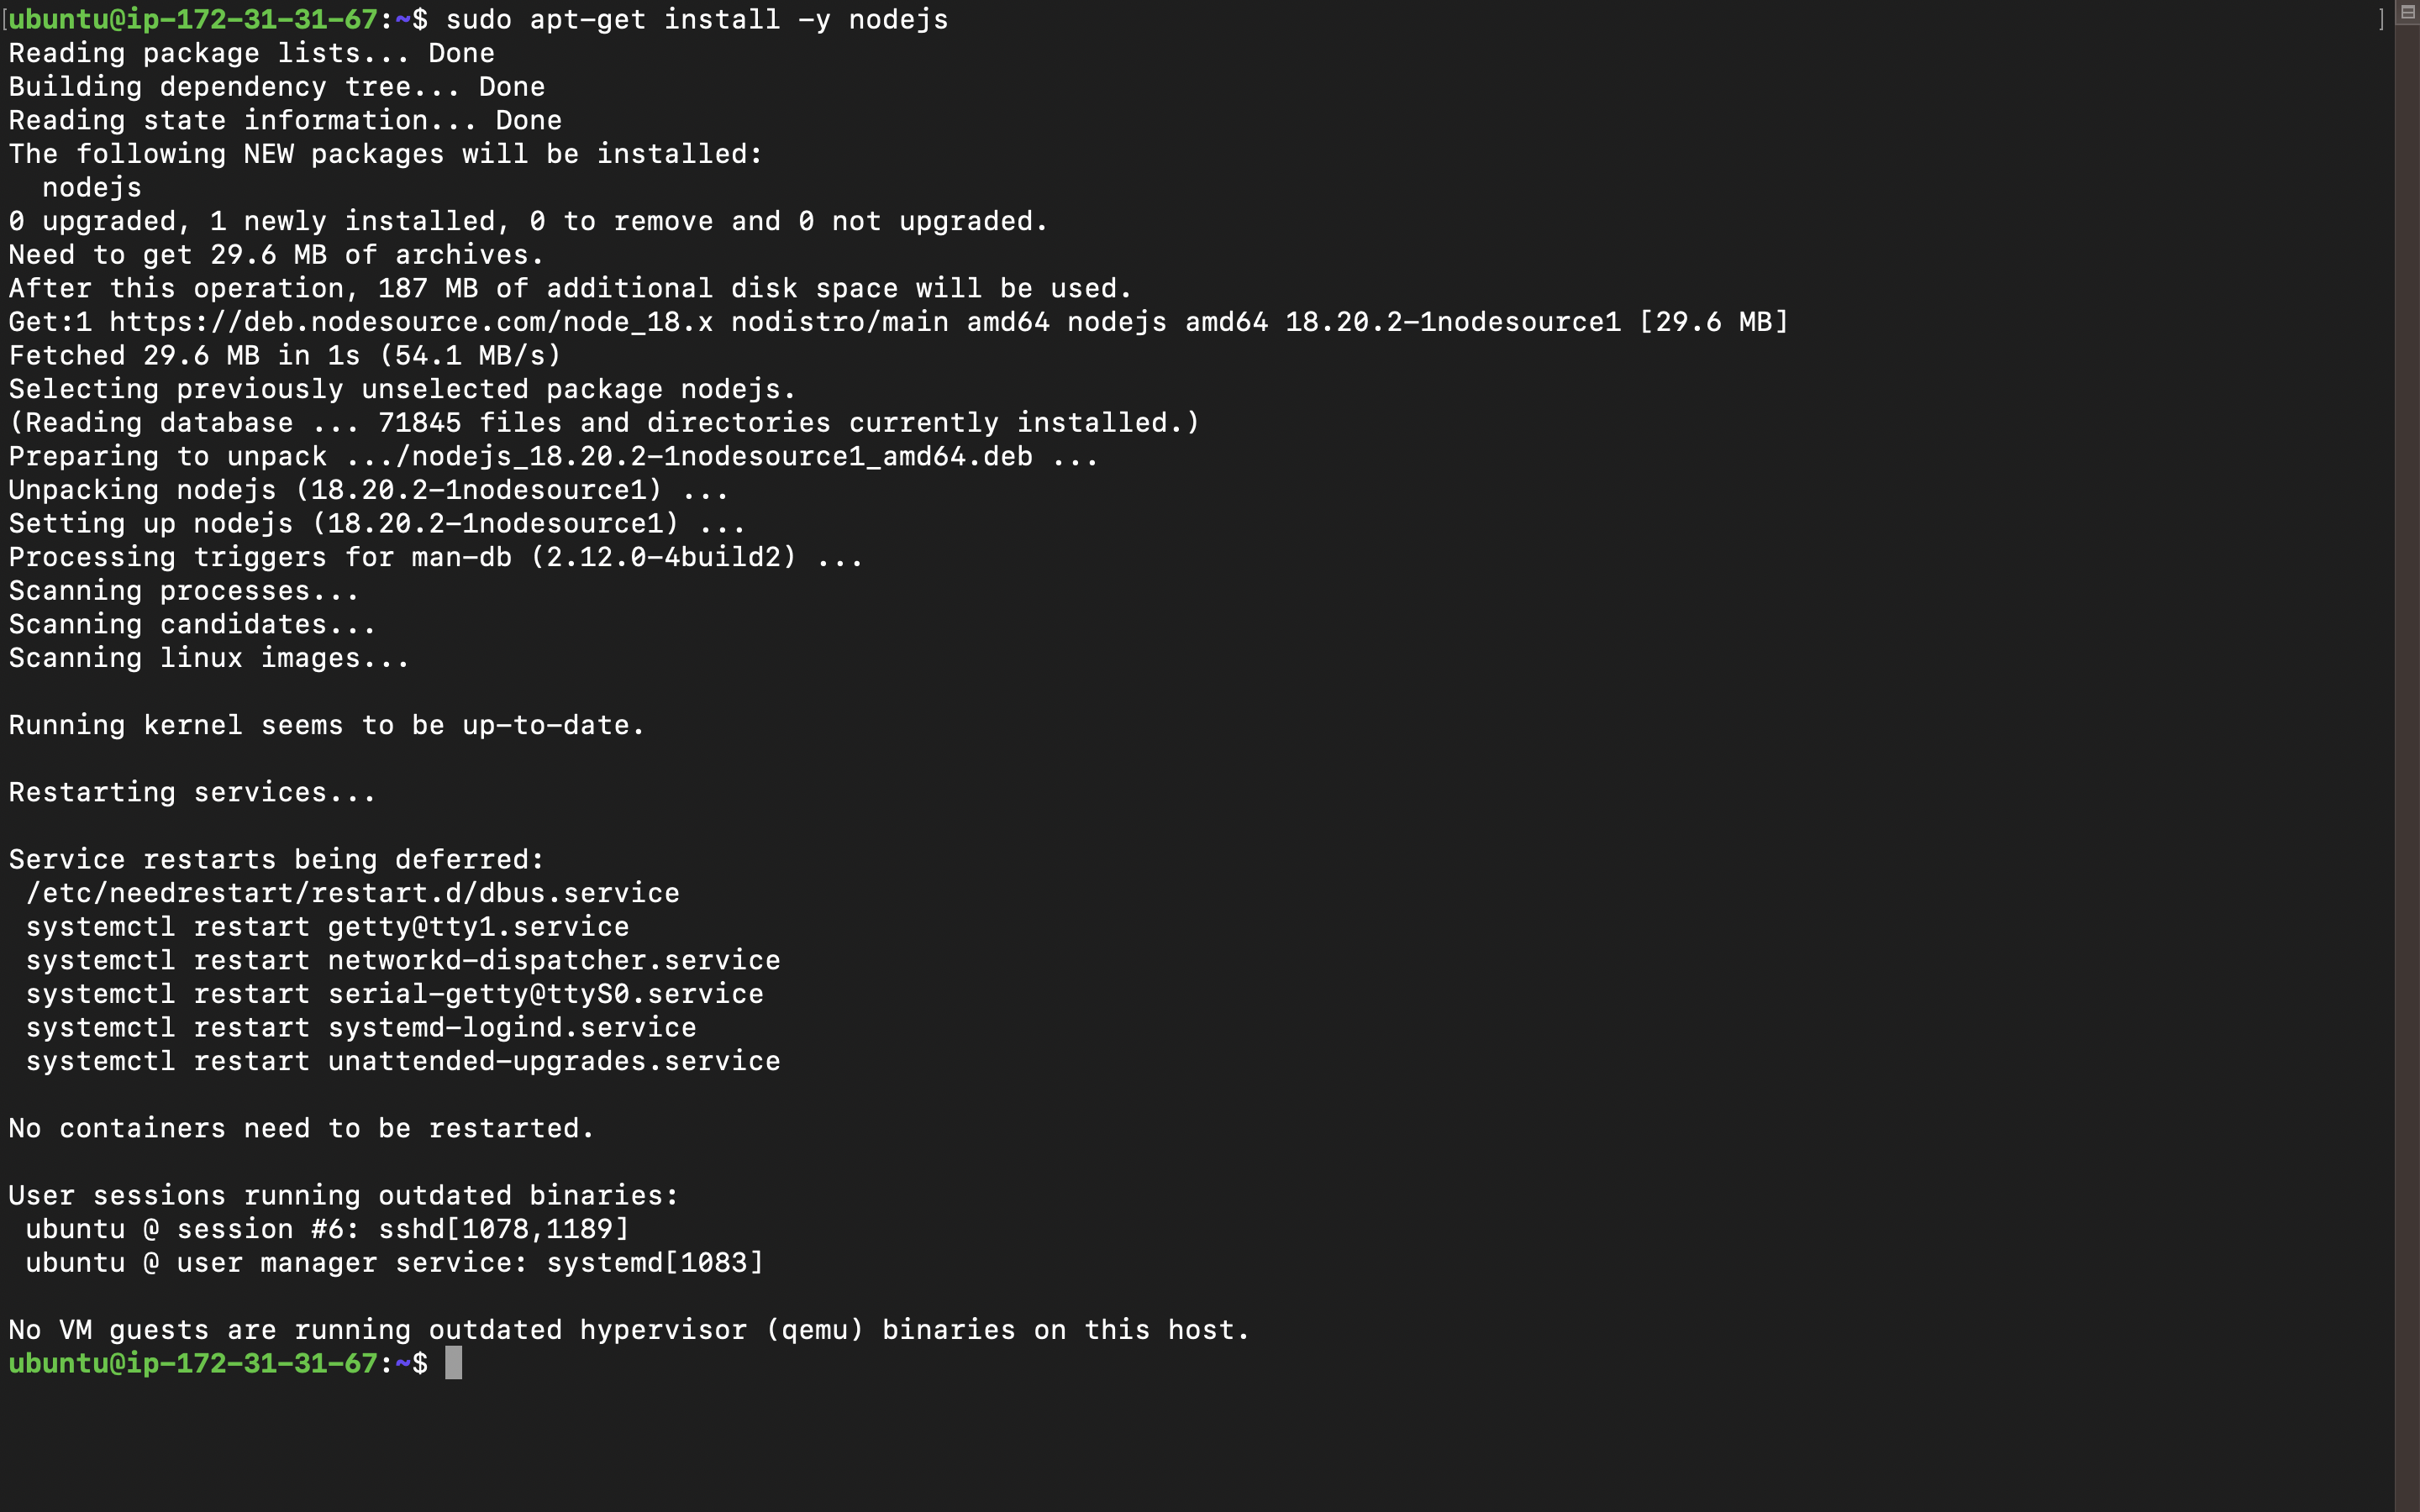 [ubuntu@ip-172-31-31-67:~$ sudo apt-get install -y nodejs ]
Reading package lists... Done
Building dependency tree... Done
Reading state information... Done
The following NEW packages will be installed:
  nodejs
0 upgraded, 1 newly installed, 0 to remove and 0 not upgraded.
Need to get 29.6 MB of archives.
After this operation, 187 MB of additional disk space will be used.
Get:1 https://deb.nodesource.com/node_18.x nodistro/main amd64 nodejs amd64 18.20.2-1nodesource1 [29.6 MB]
Fetched 29.6 MB in 1s (54.1 MB/s)
Selecting previously unselected package nodejs.
(Reading database ... 71845 files and directories currently installed.)
Preparing to unpack .../nodejs_18.20.2-1nodesource1_amd64.deb ...
Unpacking nodejs (18.20.2-1nodesource1) ...
Setting up nodejs (18.20.2-1nodesource1) ...
Processing triggers for man-db (2.12.0-4build2) ...
Scanning processes...
Scanning candidates...
Scanning linux images...

Running kernel seems to be up-to-date.

Restarting services...

Service restarts being deferred:
 /etc/needrestart/restart.d/dbus.service
 systemctl restart getty@tty1.service
 systemctl restart networkd-dispatcher.service
 systemctl restart serial-getty@ttyS0.service
 systemctl restart systemd-logind.service
 systemctl restart unattended-upgrades.service

No containers need to be restarted.

User sessions running outdated binaries:
 ubuntu @ session #6: sshd[1078,1189]
 ubuntu @ user manager service: systemd[1083]

No VM guests are running outdated hypervisor (qemu) binaries on this host.
ubuntu@ip-172-31-31-67:~$